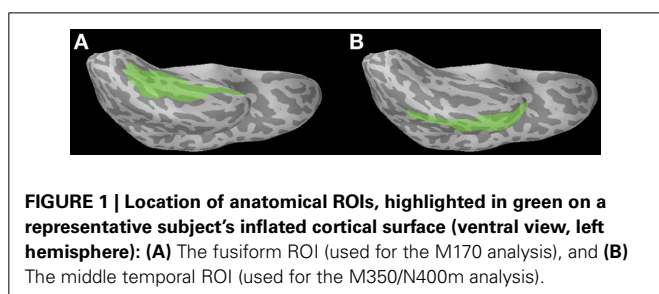 A B
FIGURE 1 | Location of anatomical ROIs, highlighted in green on a
representative subject's inflated cortical surface (ventral view, left
hemisphere): (A) The fusiform ROI (used for the M170 analysis), and (B)
The middle temporal ROI (used for the M350/N400m analysis).